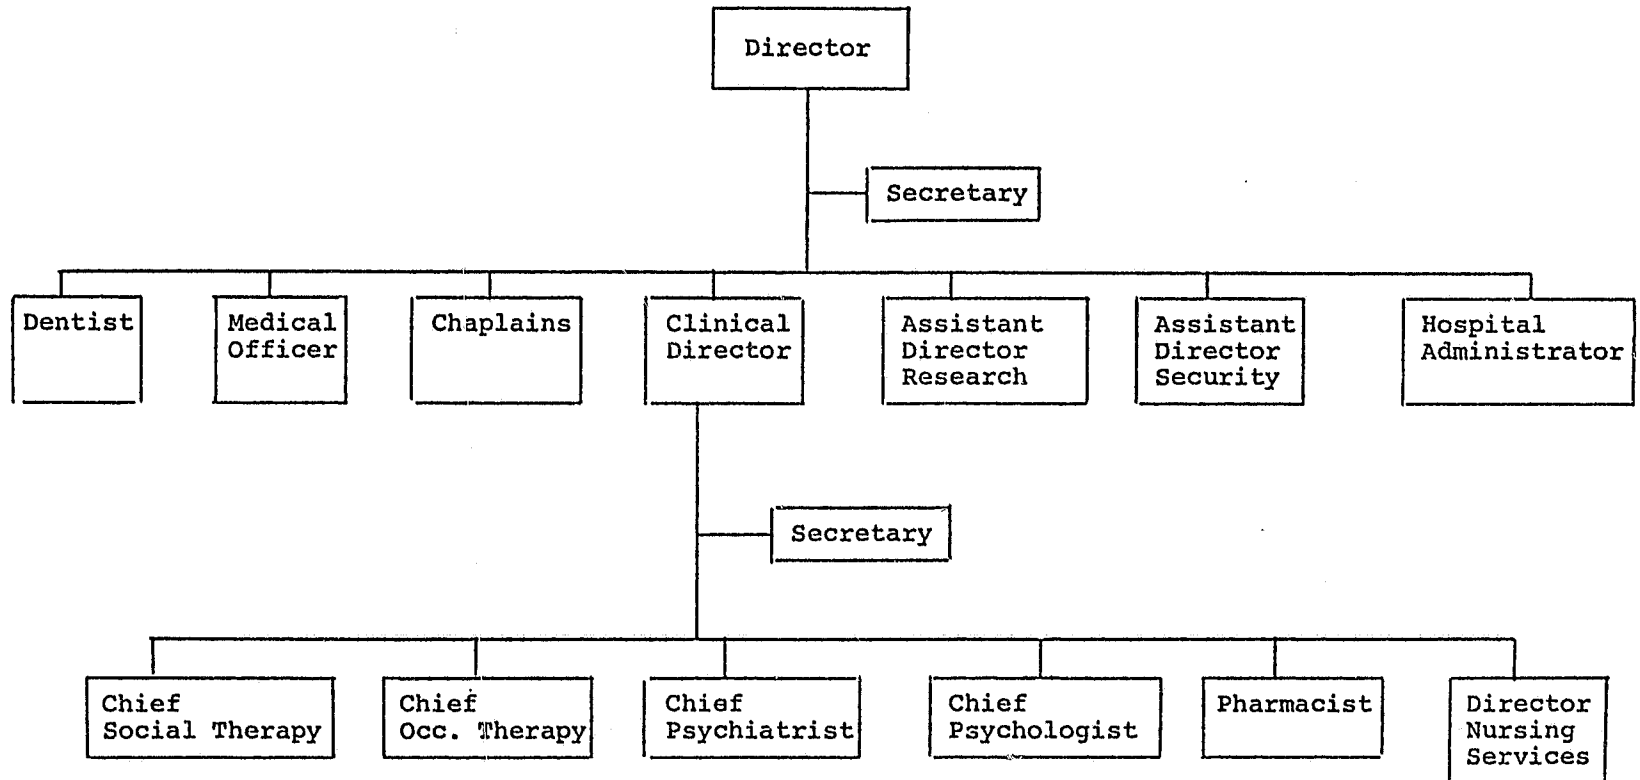 Director
Secretary
Dentist
Medical
Officer
Chaplains
Clinical
Director
Assistant
Director
Research
Assistant
Director
Security
Hospital
Administrator
Secretary
Chief
Social Therapy
Chief
Occ. Therapy
Chief
Psychiatrist
Chief
Psychologist
Pharmacist
Director
Nursing
Services